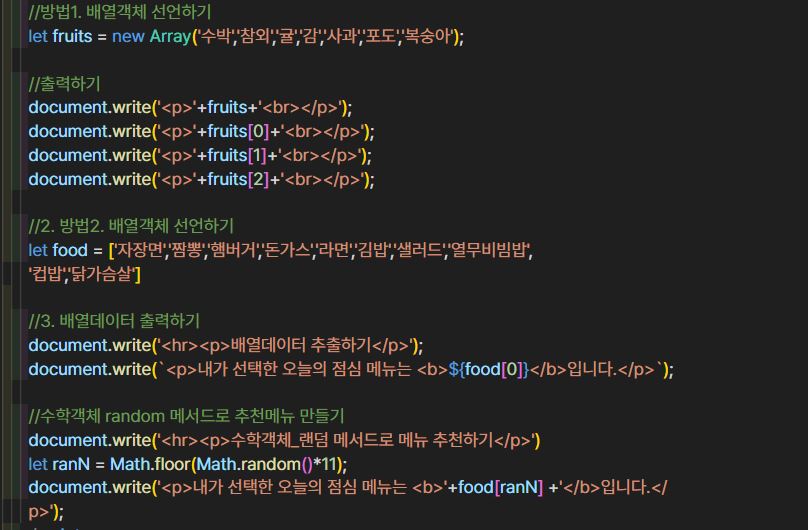 //방법1. 배열객체 선언하기
let fruits = new Array('수박','참외','귤','감','사과','포도','복숭아');
//출력하기
document.write('<p>'+fruits+'<br></p>');
document.write('<p>'+fruits[0]+'<br></p>');
document.write('<p>'+fruits[1]+'<br></p>');
document.write('<p>'+fruits[2]+'<br></p>');
//2. 방법2. 배열객체 선언하기
let food = ['자장면','짬뽕','햄버거','돈가스','라면','김밥','샐러드','열무비빔밥',
'컵밥','닭가슴살']
//3. 배열데이터 출력하기
document.write('<hr><p>배열데이터 추출하기</p>');
document.write(`<p>내가 선택한 오늘의 점심 메뉴는 <b>${food[0]}</b>입니다.</p>`);
//수학객체 random 메서드로 추천메뉴 만들기
document.write('<hr><p>수학객체_랜덤 메서드로 메뉴 추천하기</p>')
let ranN = Math.floor(Math.random()*11);
document.write('<p>내가 선택한 오늘의 점심 메뉴는 <b>'+food[ranN] +'</b>입니다.</
p>');